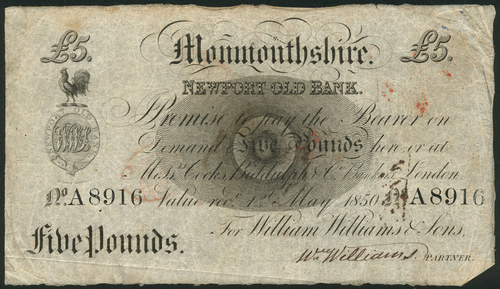 £5. Monmouthshire. £5.
NEWPORT OLD BANK.
I Promise to pay the Bearer on
Demand Five Pounds here or at
Messrs. Cocks, Biddulph & Co. Bankers, London.
No. A8916 Value recd. 1st May 1850 No. A8916
Five Pounds. For William Williams & Sons,
Wm Williams PARTNER.